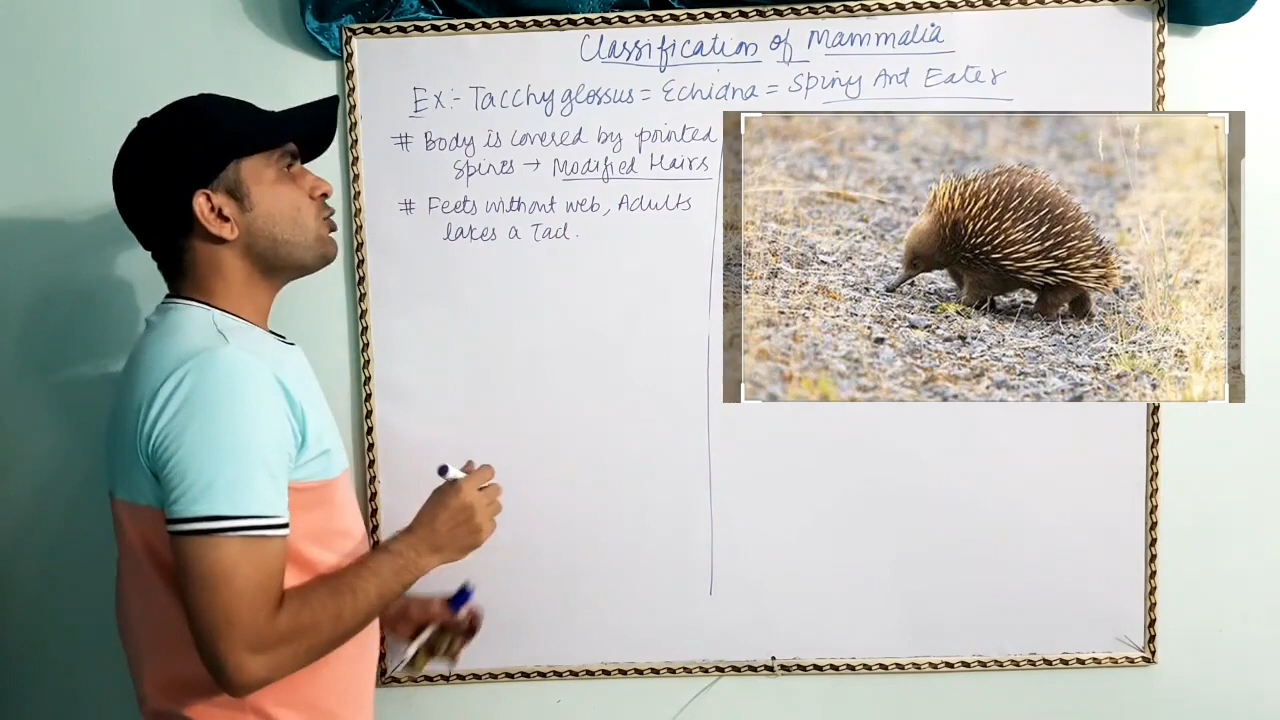 Classification of Mammalia
Ex:- Tacchyglossus = Echidna = Spiny Ant Eater
# Body is covered by pointed
spines → Modified Hairs
# Feets without web, Adults
lakes a Tail.